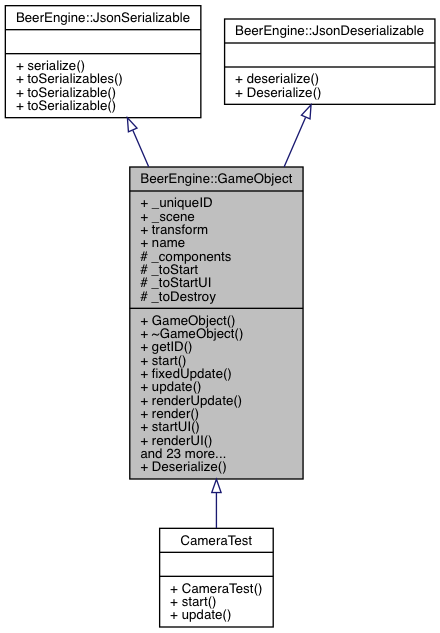 BeerEngine::JsonSerializable
+ serialize()
+ toSerializables()
+ toSerializable()
+ toSerializable()
BeerEngine::JsonDeserializable
+ deserialize()
+ Deserialize()
BeerEngine::GameObject
+ _uniqueID
+ _scene
+ transform
+ name
# _components
# _toStart
# _toStartUI
# _toDestroy
+ GameObject()
+ ~GameObject()
+ getID()
+ start()
+ fixedUpdate()
+ update()
+ renderUpdate()
+ render()
+ startUI()
+ renderUI()
and 23 more...
+ Deserialize()
CameraTest
+ CameraTest()
+ start()
+ update()